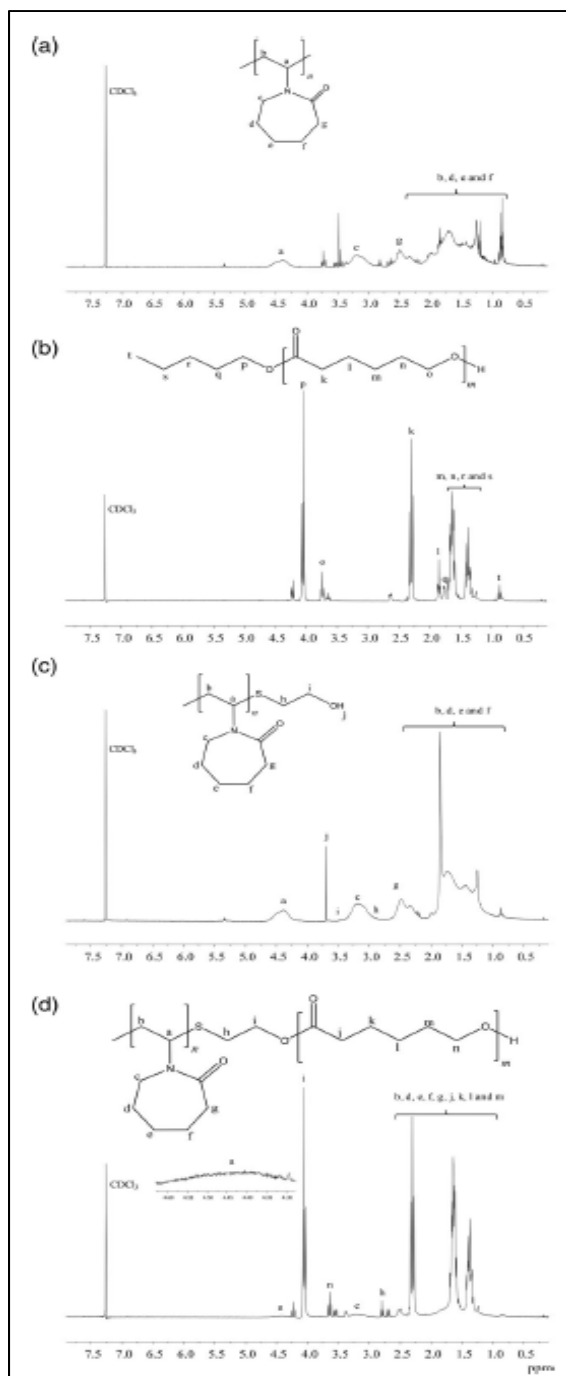 (a)
b a n
N O
c d e f g
CDCl3
b, d, e and f
a c g
7.5 7.0 6.5 6.0 5.5 5.0 4.5 4.0 3.5 3.0 2.5 2.0 1.5 1.0 0.5
(b)
O
t s r q p O k l m n o O H m
p
k
CDCl3
m, n, r and s
o l q t
7.5 7.0 6.5 6.0 5.5 5.0 4.5 4.0 3.5 3.0 2.5 2.0 1.5 1.0 0.5
(c)
b a S h i OH
n j
N O
c d e f g
b, d, e and f
CDCl3
j
a i c h g
7.5 7.0 6.5 6.0 5.5 5.0 4.5 4.0 3.5 3.0 2.5 2.0 1.5 1.0 0.5
(d)
O
b a S h i O j k l m n O H
n m
N O
c d e f g
i
b, d, e, f, g, j, k, l and m
a
CDCl3
a n c h
7.5 7.0 6.5 6.0 5.5 5.0 4.5 4.0 3.5 3.0 2.5 2.0 1.5 1.0 0.5
ppm